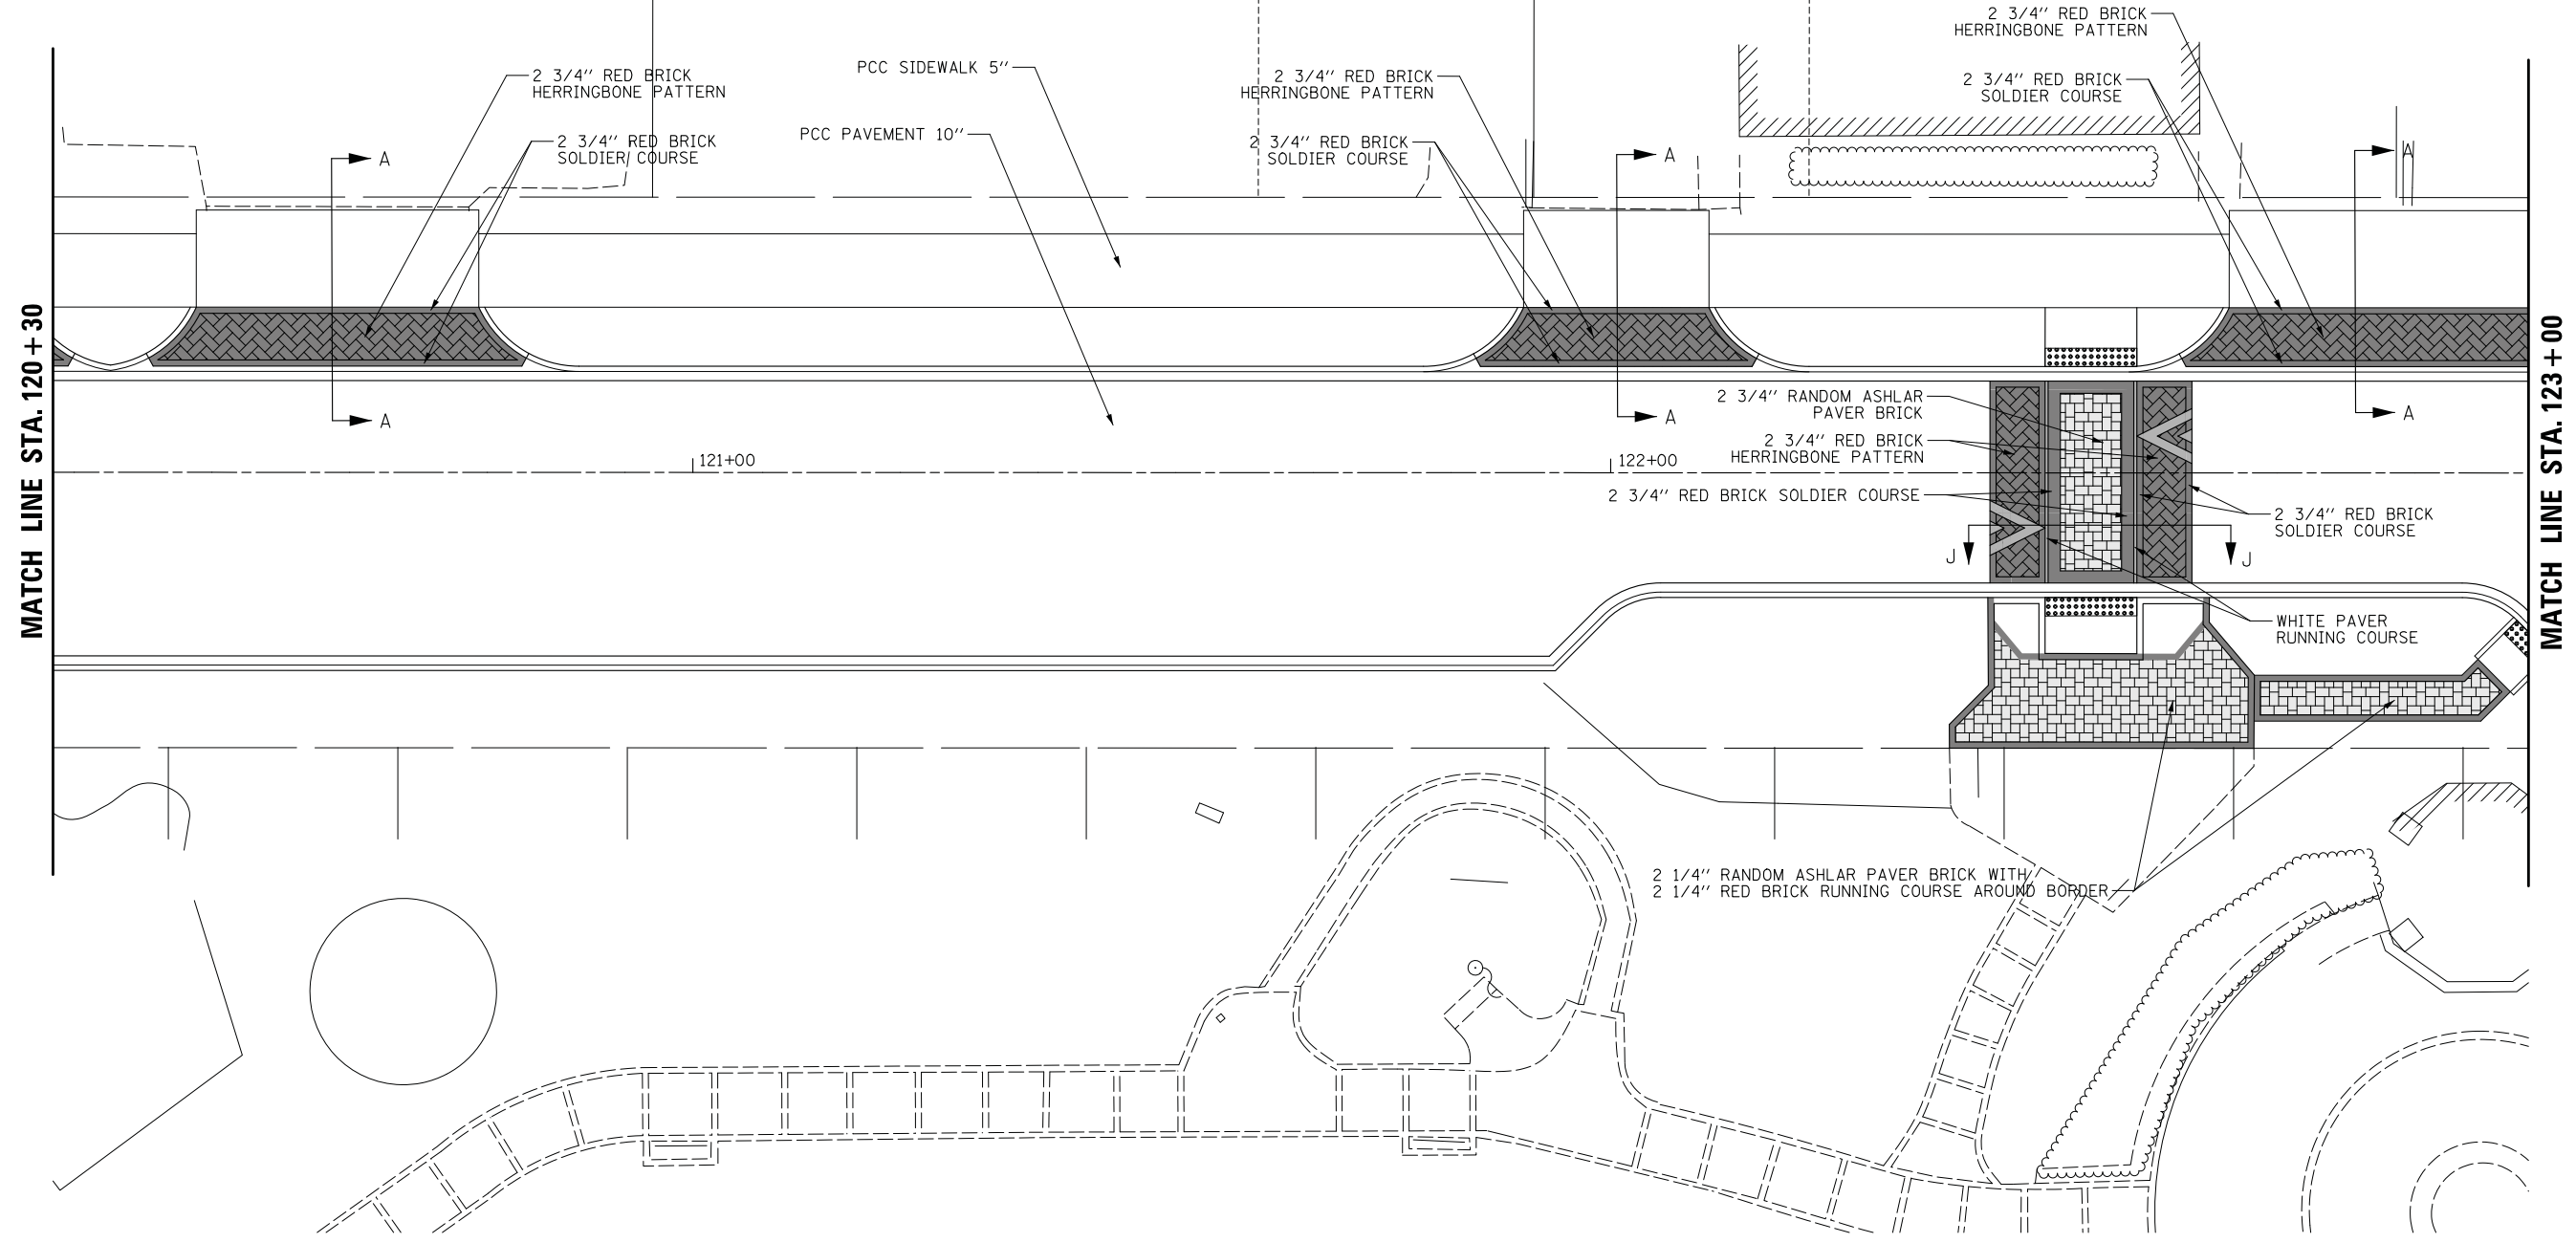 2 3/4" RED BRICK
HERRINGBONE PATTERN
2 3/4" RED BRICK
HERRINGBONE PATTERN
PCC SIDEWALK 5"
2 3/4" RED BRICK
HERRINGBONE PATTERN
2 3/4" RED BRICK
SOLDIER COURSE
PCC PAVEMENT 10"
2 3/4" RED BRICK
SOLDIER COURSE
2 3/4" RED BRICK
SOLDIER COURSE
A
A
A
MATCH LINE STA. 120+30
MATCH LINE STA. 123+00
A
A
A
2 3/4" RANDOM ASHLAR
PAVER BRICK
2 3/4" RED BRICK
HERRINGBONE PATTERN
121+00
122+00
2 3/4" RED BRICK SOLDIER COURSE
2 3/4" RED BRICK
SOLDIER COURSE
J
J
WHITE PAVER
RUNNING COURSE
2 1/4" RANDOM ASHLAR PAVER BRICK WITH
2 1/4" RED BRICK RUNNING COURSE AROUND BORDER